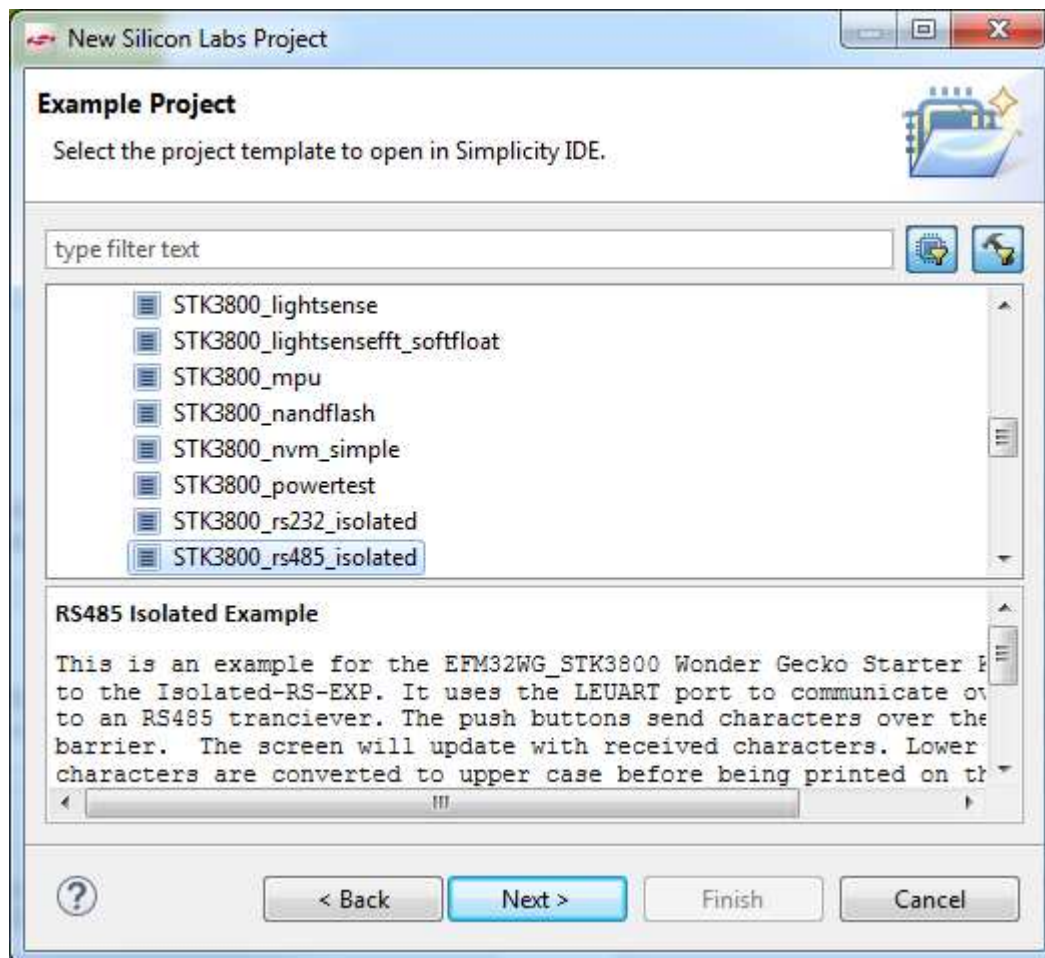 New Silicon Labs Project
Example Project
Select the project template to open in Simplicity IDE.
type filter text
STK3800_lightsense
STK3800_lightsensefft_softfloat
STK3800_mpu
STK3800_nandflash
STK3800_nvm_simple
STK3800_powertest
STK3800_rs232_isolated
STK3800_rs485_isolated
RS485 Isolated Example
This is an example for the EFM32WG_STK3800 Wonder Gecko Starter
to the Isolated-RS-EXP. It uses the LEUART port to communicate
to an RS485 tranciever. The push buttons send characters over the
barrier.  The screen will update with received characters. Lower
characters are converted to upper case before being printed on
< Back
Next >
Finish
Cancel